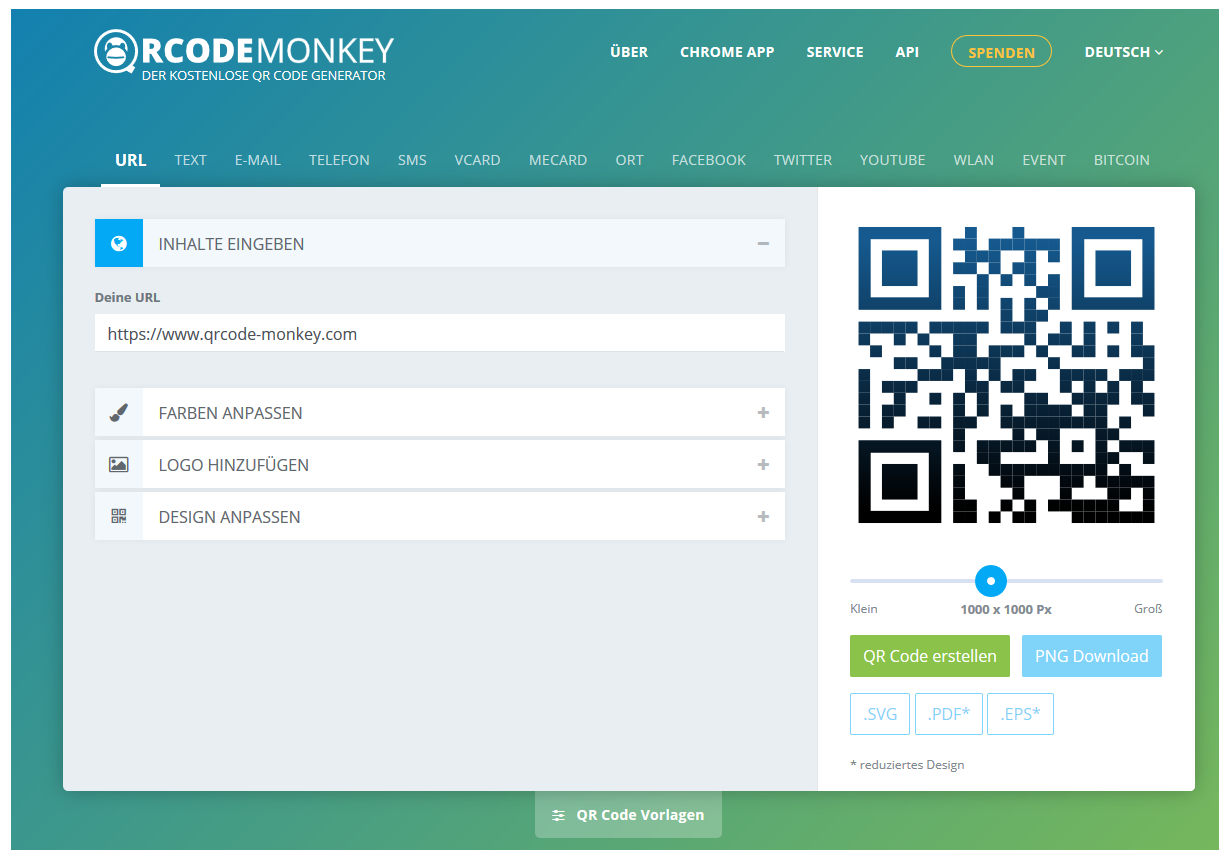 QRCODEMONKEY
DER KOSTENLOSE QR CODE GENERATOR
ÜBER CHROME APP SERVICE API SPENDEN DEUTSCH
URL TEXT E-MAIL TELEFON SMS VCARD MECARD ORT FACEBOOK TWITTER YOUTUBE WLAN EVENT BITCOIN
INHALTE EINGEBEN
Deine URL
https://www.qrcode-monkey.com
FARBEN ANPASSEN
LOGO HINZUFÜGEN
DESIGN ANPASSEN
Klein 1000 x 1000 Px Groß
QR Code erstellen PNG Download
.SVG .PDF* .EPS*
* reduziertes Design
QR Code Vorlagen